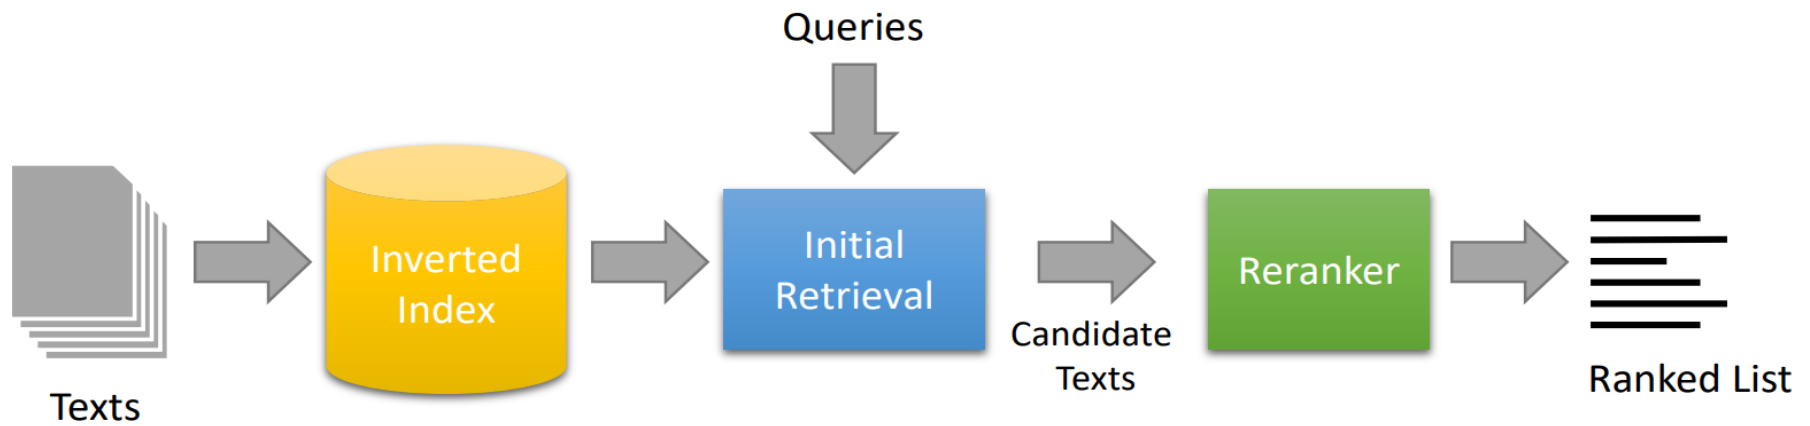 Queries
Texts
Inverted
Index
Initial
Retrieval
Candidate
Texts
Reranker
Ranked List